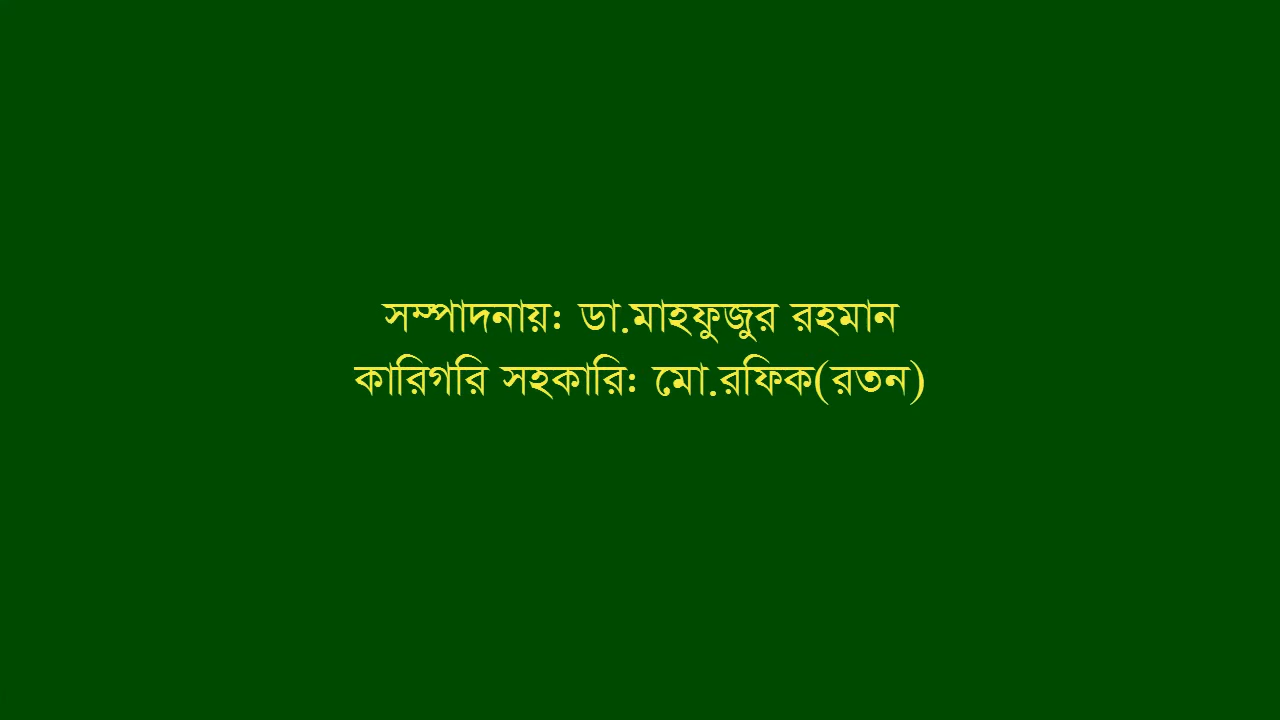 সম্পাদনায়: ডা.মাহফুজুর রহমান
কারিগরি সহকারি: মো.রফিক(রতন)